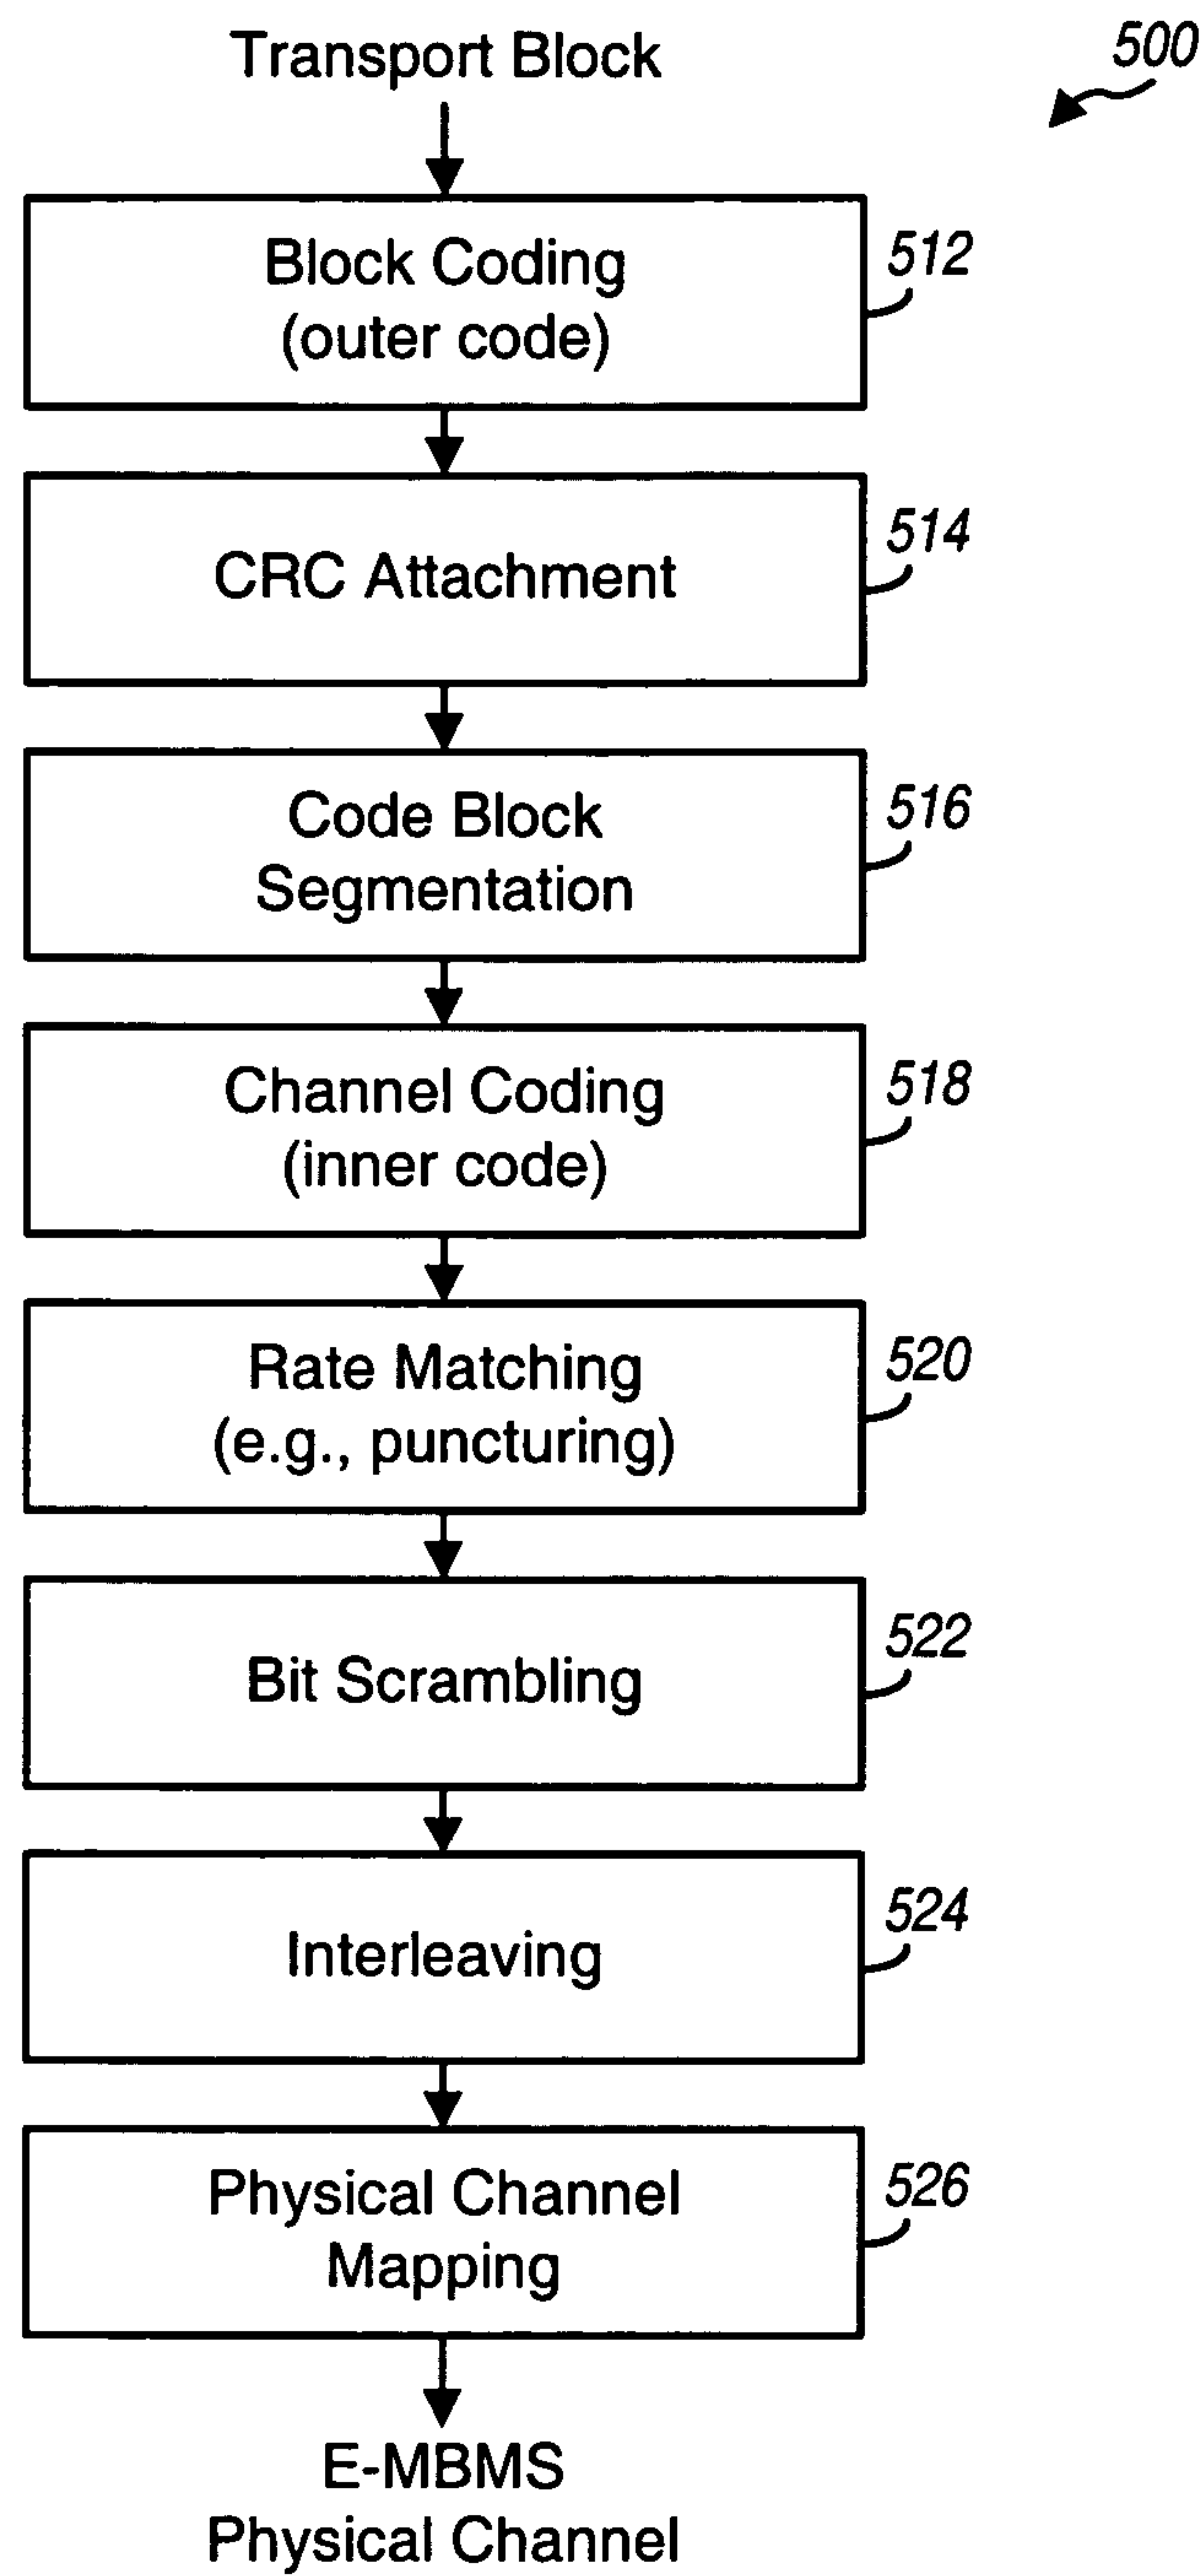 Transport Block
500
Block Coding
(outer code)
512
CRC Attachment
514
Code Block
Segmentation
516
Channel Coding
(inner code)
518
Rate Matching
(e.g., puncturing)
520
Bit Scrambling
522
Interleaving
524
Physical Channel
Mapping
526
E-MBMS
Physical Channel